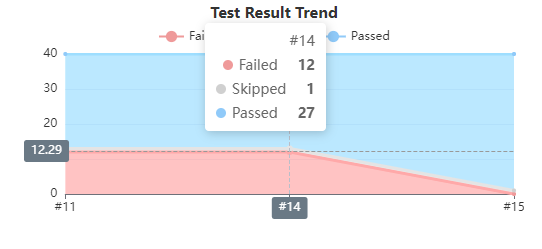 Test Result Trend
Passed
#14
Failed 12
Skipped 1
Passed 27
40
30
20
12.29
0
#11
#14
#15